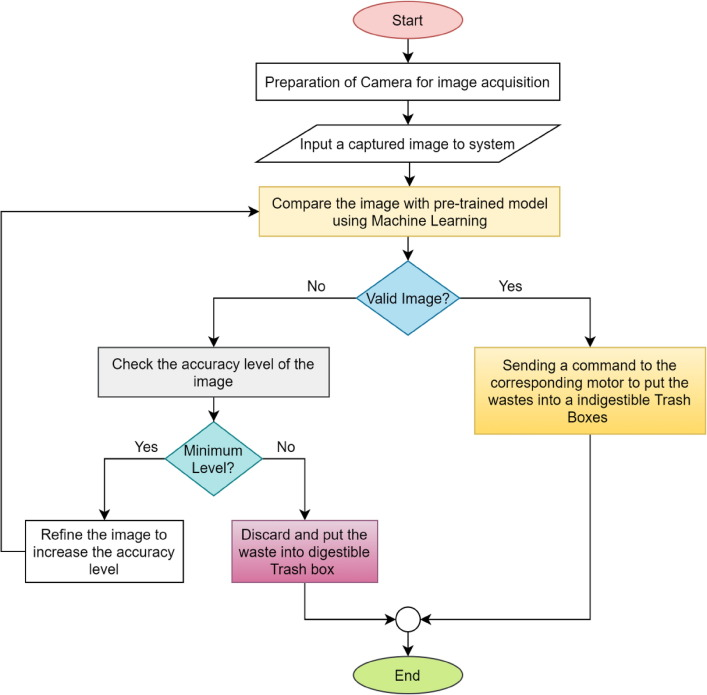 Start
Preparation of Camera for image acquisition
Input a captured image to system
Compare the image with pre-trained model
using Machine Learning
No
Valid Image?
Yes
Check the accuracy level of the
image
Sending a command to the
corresponding motor to put the
wastes into a indigestible Trash
Boxes
Yes
Minimum
Level?
No
Refine the image to
increase the accuracy
level
Discard and put the
waste into digestible
Trash box
End